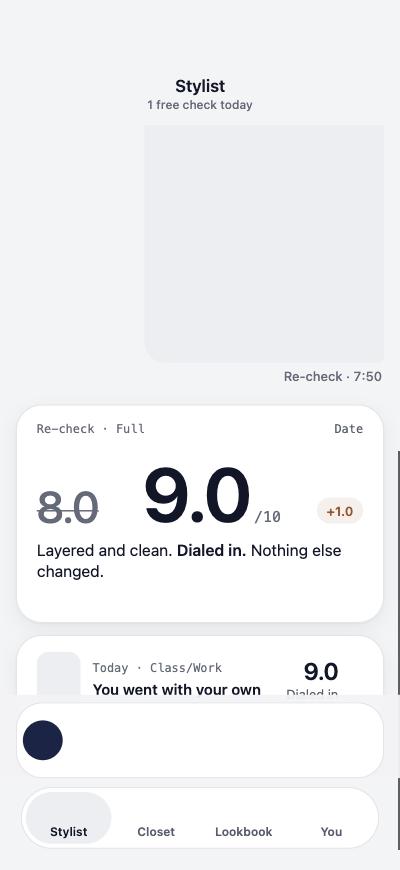 Stylist
1 free check today
Re-check · 7:50
Re-check · Full
Date
8.0
9.0 /10
+1.0
Layered and clean. Dialed in. Nothing else
changed.
Today · Class/Work
9.0
You went with your own
Dialed in
Stylist
Closet
Lookbook
You